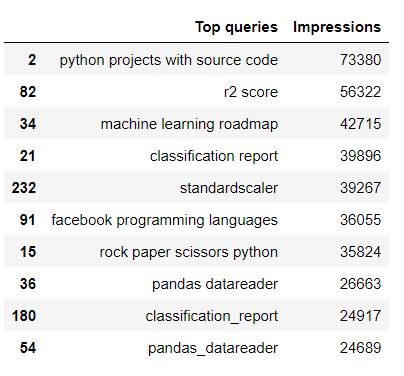 Top queries Impressions
2 python projects with source code 73380
82 r2 score 56322
34 machine learning roadmap 42715
21 classification report 39896
232 standardscaler 39267
91 facebook programming languages 36055
15 rock paper scissors python 35824
36 pandas datareader 26663
180 classification_report 24917
54 pandas_datareader 24689